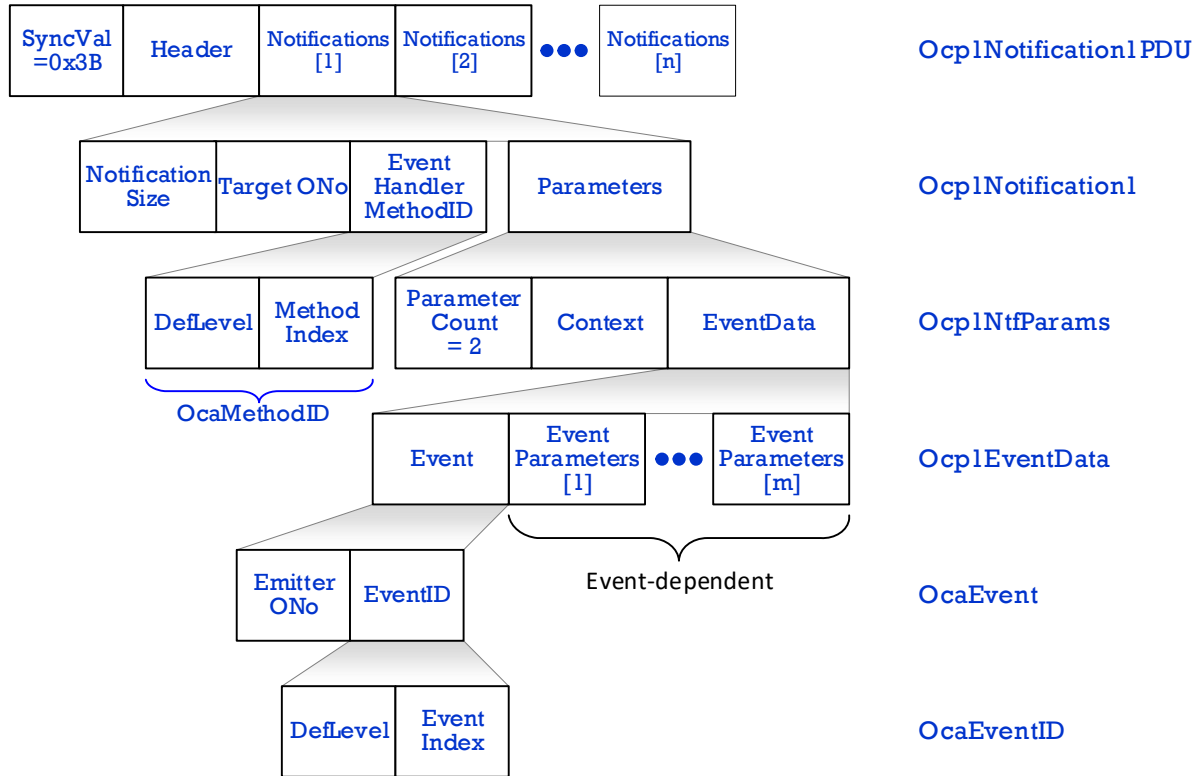 SyncVal
=0x3B
Header
Notifications
[1]
Notifications
[2]
●●●
Notifications
[n]
Ocp1Notification1PDU
Notification
Size
Target ONo
Event
Handler
MethodID
Parameters
Ocp1Notification1
DefLevel
Method
Index
Parameter
Count
= 2
Context
EventData
Ocp1NtfParams
OcaMethodID
Event
Event
Parameters
[1]
●●●
Event
Parameters
[m]
Ocp1EventData
Event-dependent
Emitter
ONo
EventID
OcaEvent
DefLevel
Event
Index
OcaEventID